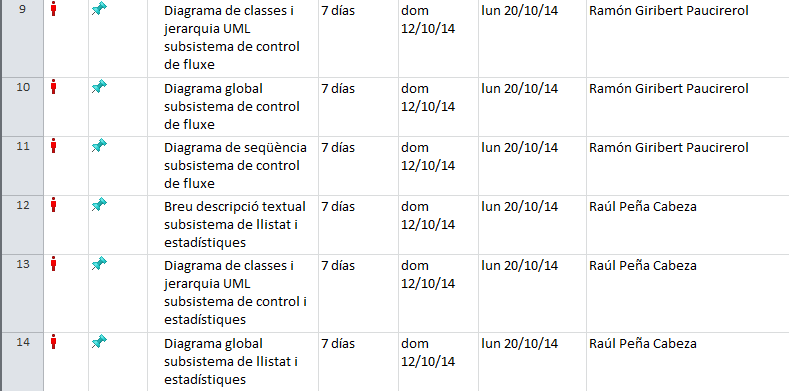 9 Diagrama de classes i jerarquia UML subsistema de control de fluxe 7 días dom 12/10/14 lun 20/10/14 Ramón Giribert Paucirerol
10 Diagrama global subsistema de control de fluxe 7 días dom 12/10/14 lun 20/10/14 Ramón Giribert Paucirerol
11 Diagrama de seqüència subsistema de control de fluxe 7 días dom 12/10/14 lun 20/10/14 Ramón Giribert Paucirerol
12 Breu descripció textual subsistema de llistat i estadístiques 7 días dom 12/10/14 lun 20/10/14 Raúl Peña Cabeza
13 Diagrama de classes i jerarquia UML subsistema de control i estadístiques 7 días dom 12/10/14 lun 20/10/14 Raúl Peña Cabeza
14 Diagrama global subsistema de llistat i estadístiques 7 días dom 12/10/14 lun 20/10/14 Raúl Peña Cabeza